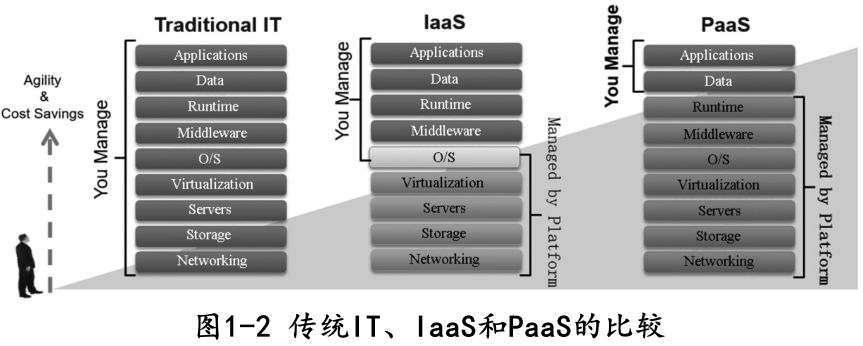 Traditional IT
Applications
Data
Runtime
Middleware
O/S
Virtualization
Servers
Storage
Networking
You Manage
Agility
&
Cost Savings
IaaS
Applications
Data
Runtime
Middleware
O/S
Virtualization
Servers
Storage
Networking
You Manage
Managed by Platform
PaaS
Applications
Data
Runtime
Middleware
O/S
Virtualization
Servers
Storage
Networking
You Manage
Managed by Platform
图1-2 传统IT、IaaS和PaaS的比较